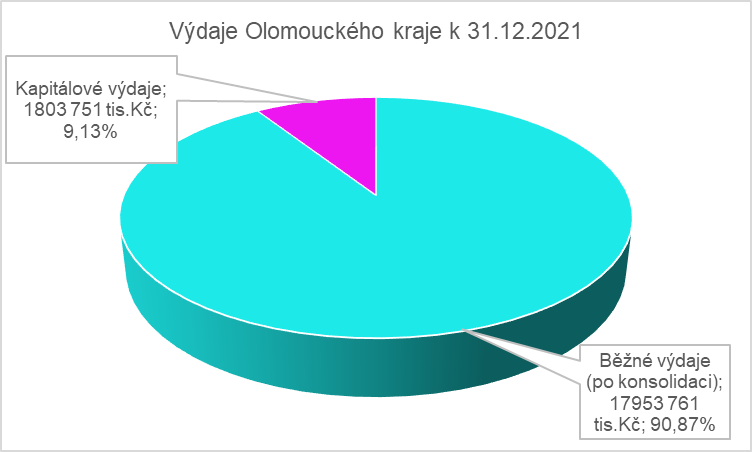 Výdaje Olomouckého kraje k 31.12.2021
Kapitálové výdaje;
1803 751 tis.Kč;
9,13%
Běžné výdaje
(po konsolidaci);
17953 761
tis.Kč; 90,87%